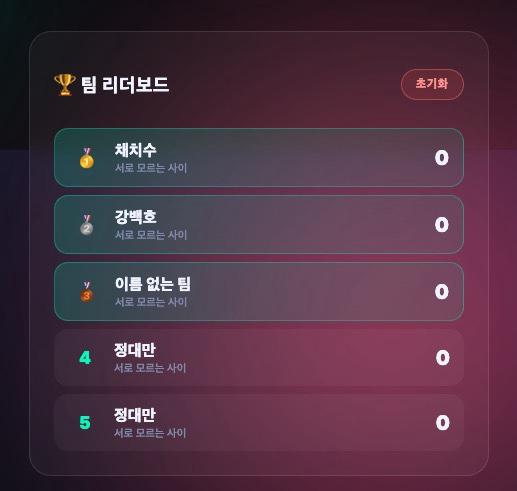 팀 리더보드
초기화
1
채치수
서로 모르는 사이
0
2
강백호
서로 모르는 사이
0
3
이름 없는 팀
서로 모르는 사이
0
4
정대만
서로 모르는 사이
0
5
정대만
서로 모르는 사이
0